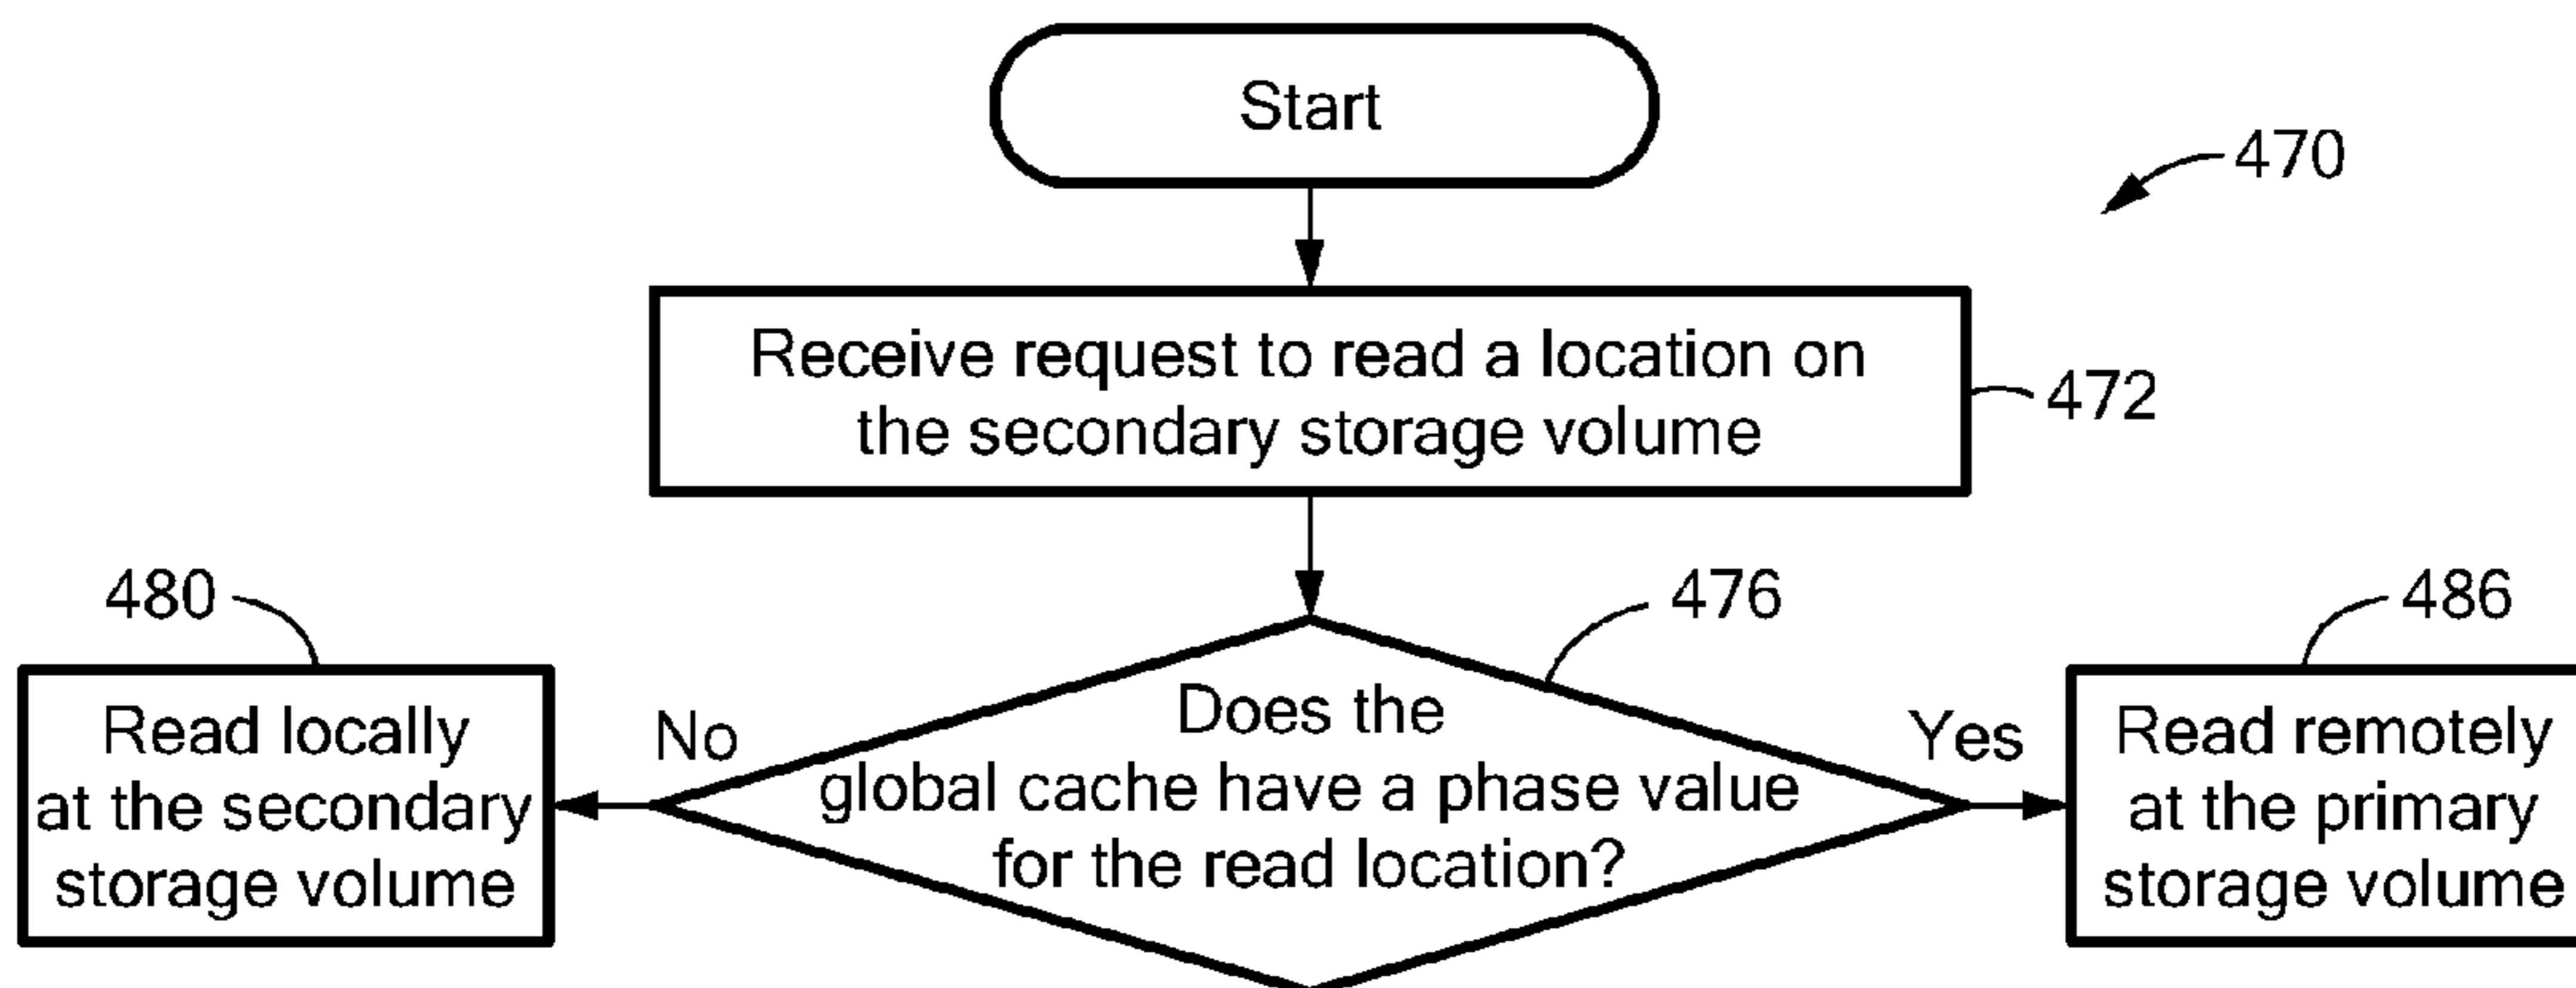 Start
470
Receive request to read a location on
the secondary storage volume
472
480
476
486
Read locally
at the secondary
storage volume
No
Does the
global cache have a phase value
for the read location?
Yes
Read remotely
at the primary
storage volume